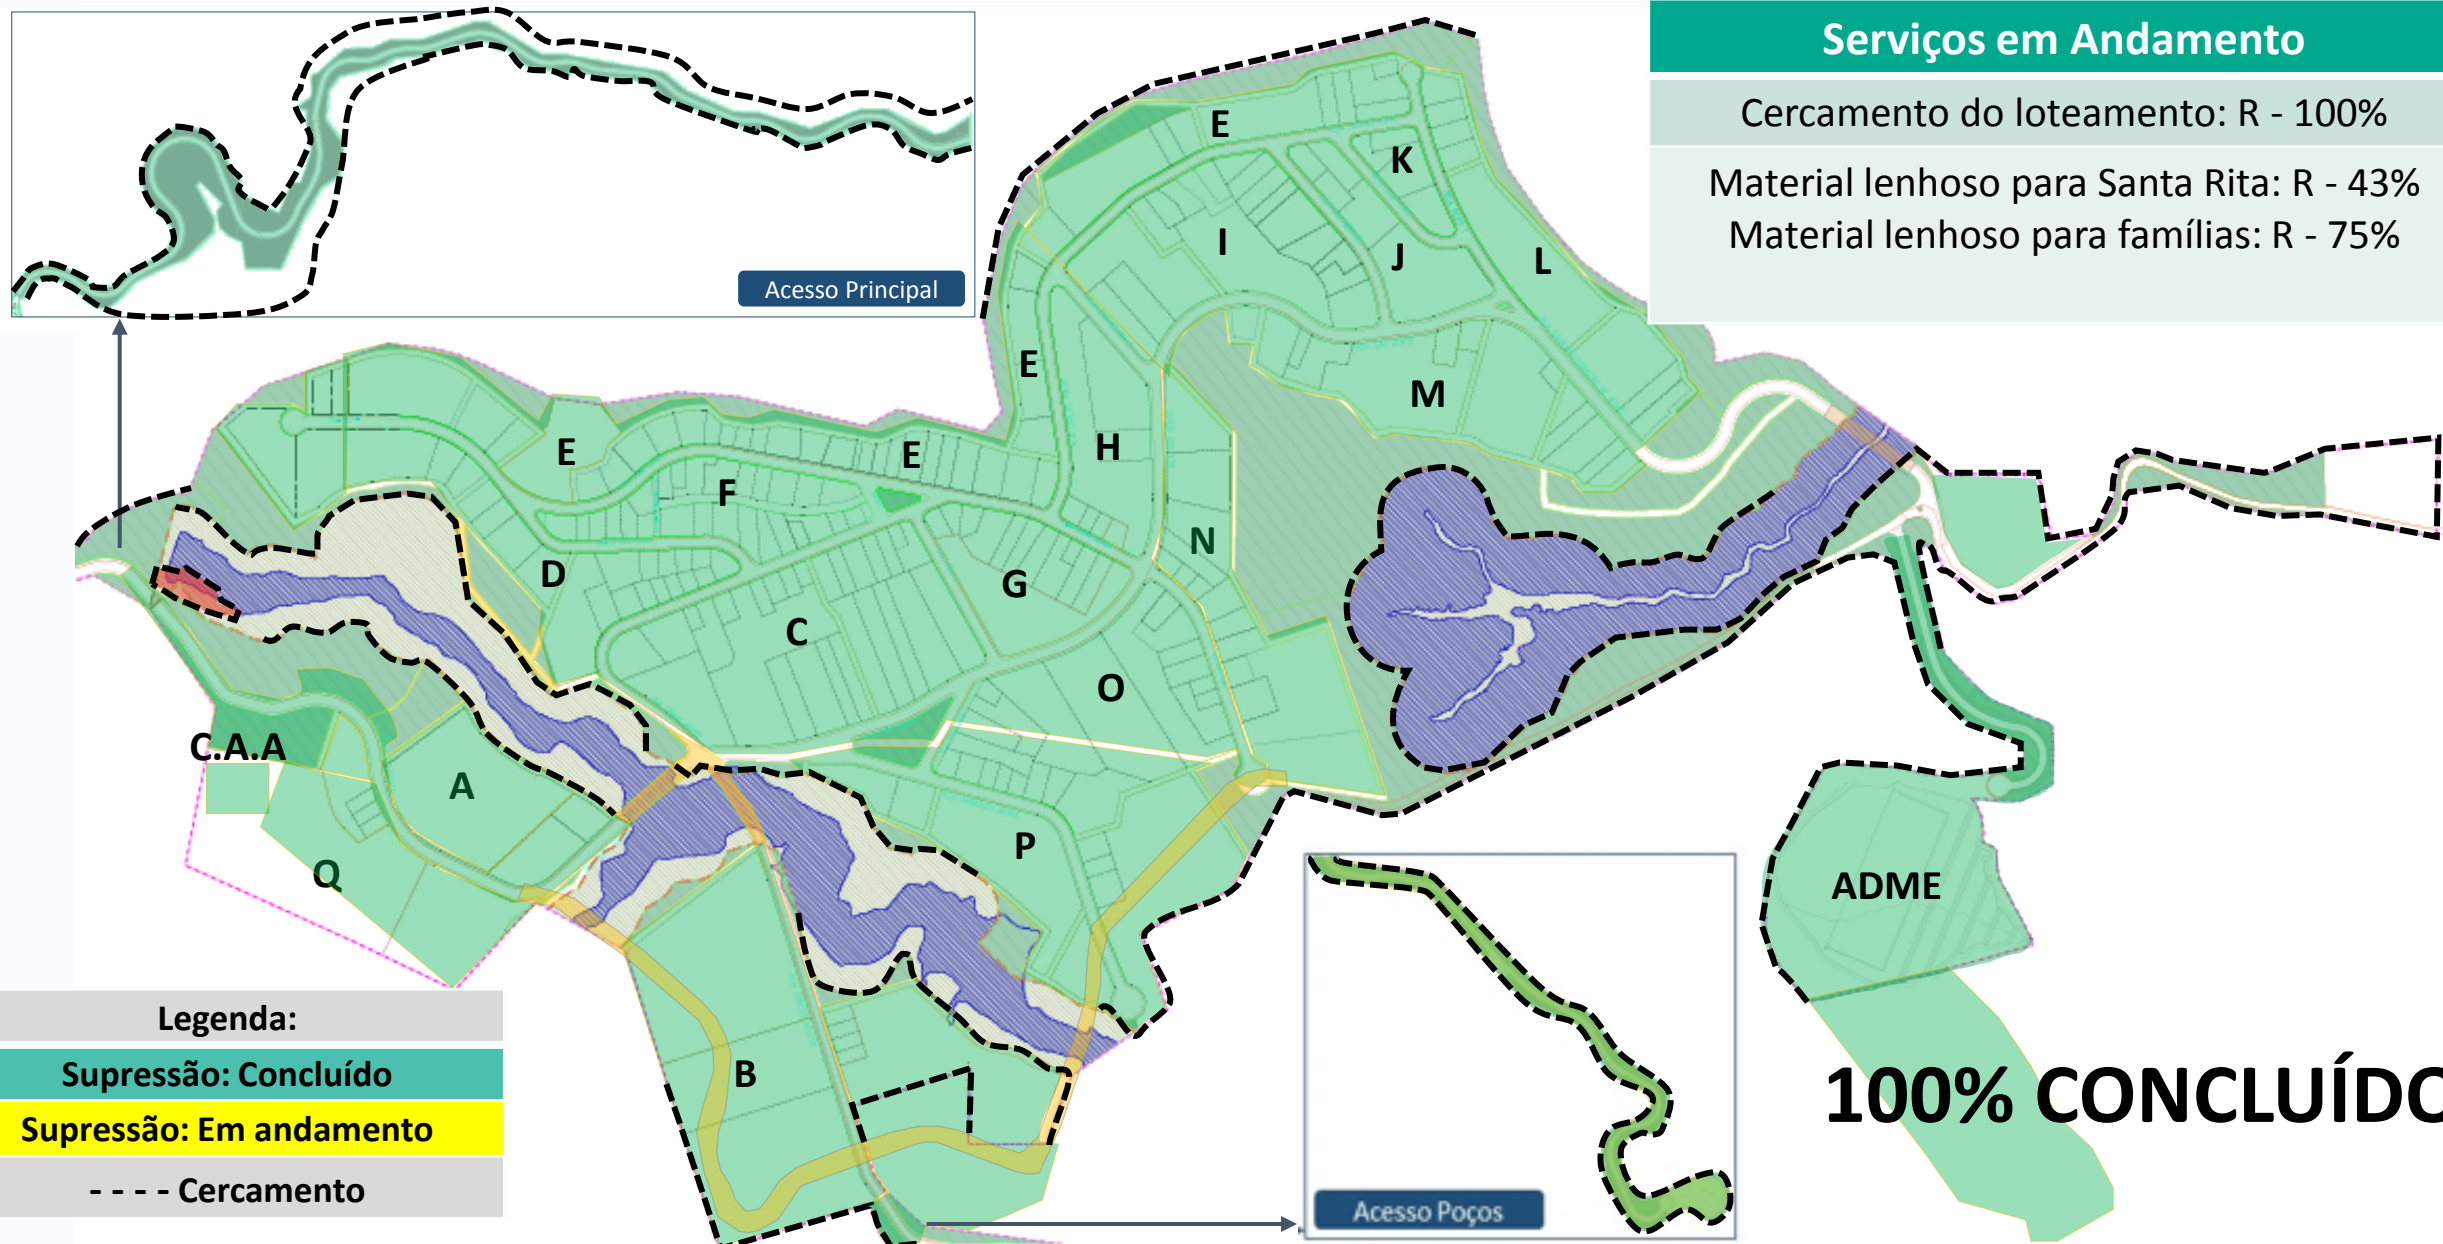 Serviços em Andamento
Cercamento do loteamento: R - 100%
Material lenhoso para Santa Rita: R - 43%
Material lenhoso para famílias: R - 75%
Acesso Principal
E
K
I
J
L
E
M
E
E
H
F
N
D
G
C
O
C.A.A
A
P
Q
ADME
B
100% CONCLUÍDO
Legenda:
Supressão: Concluído
Supressão: Em andamento
- - - - Cercamento
Acesso Poços